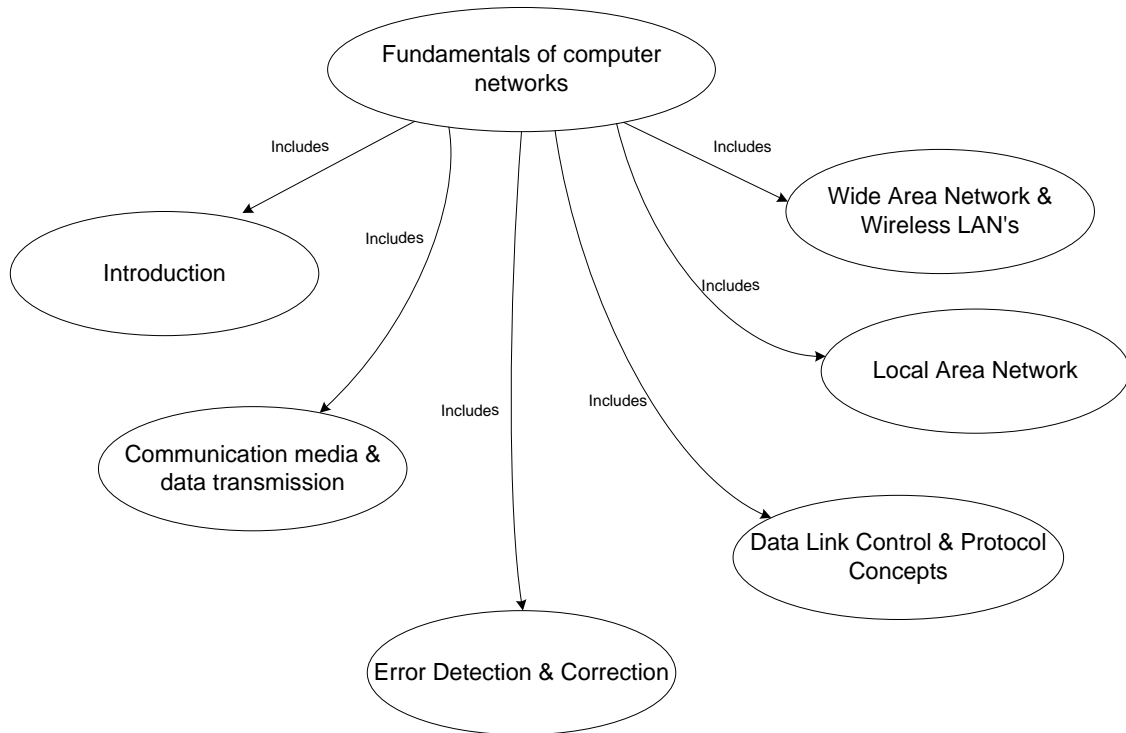 Fundamentals of computer
networks
Includes
Includes
Wide Area Network &
Wireless LAN's
Includes
Introduction
Includes
Local Area Network
Includes
Includes
Communication media &
data transmission
Data Link Control & Protocol
Concepts
Error Detection & Correction